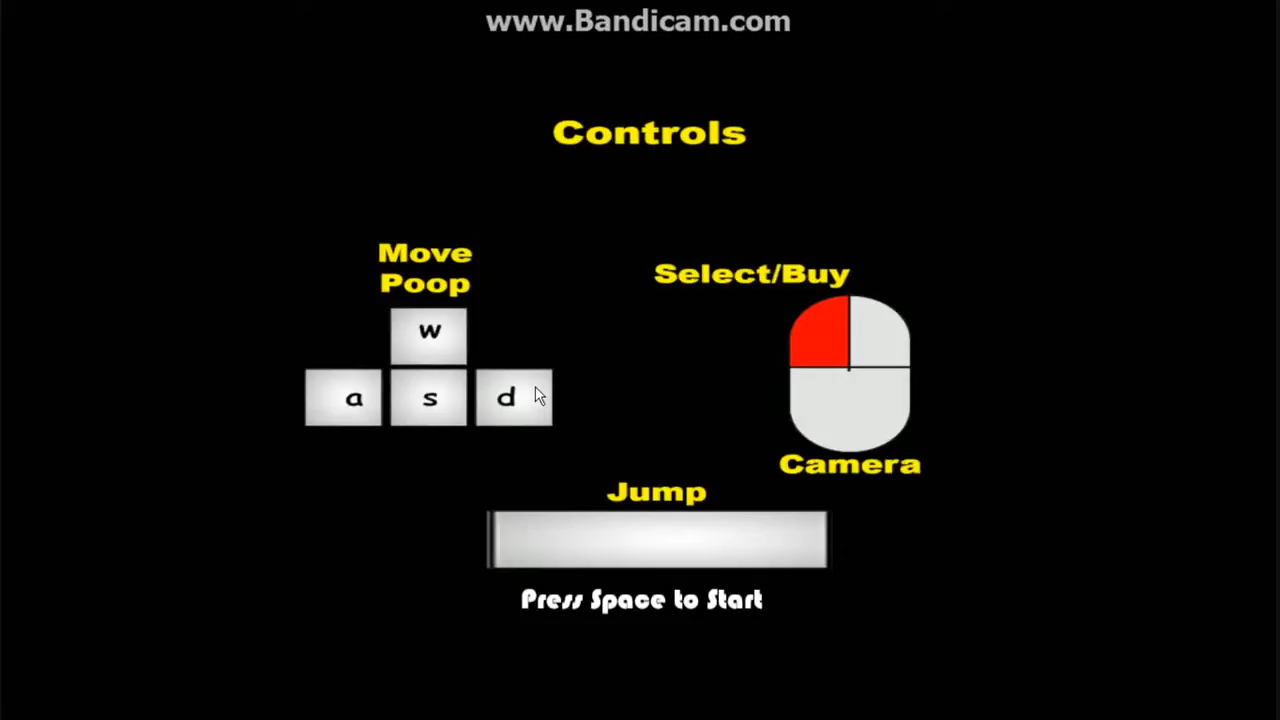 www.Bandicam.com
Controls
Move
Poop
Select/Buy
w
a s d
Camera
Jump
Press Space to Start